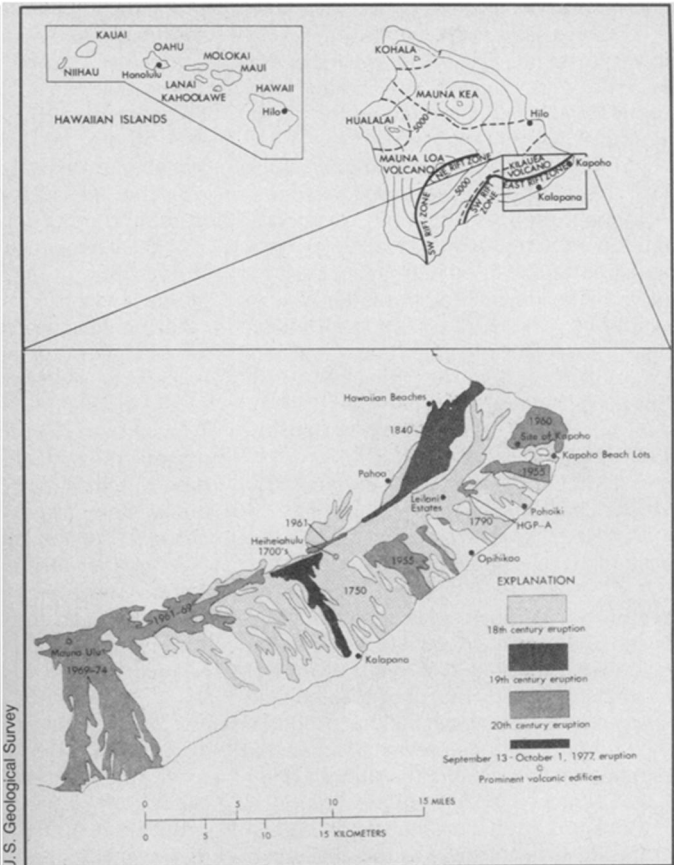 KAUAI
OAHU
NIIHAU
Honolulu
MOLOKAI
MAUI
LANAI
KAHOOLAWE
HAWAII
Hilo
HAWAIIAN ISLANDS
KOHALA
MAUNA KEA
HUALALAI
5000
Hilo
MAUNA LOA
VOLCANO
NE RIFT ZONE
KILAUEA
VOLCANO
Kapoho
5000
EAST RIFT ZONE
SW RIFT
ZONE
Kalapana
SW RIFT ZONE
Hawaiian Beaches
1840
1960
Site of Kapoho
Kapoho Beach Lots
1955
Pahoa
Leilani
Estates
Pohoiki
1790
HGP-A
1961
Heiheiahulu
1700's
1955
Opihikao
1750
1961-69
Mauna Ulu
1969-74
Kalapana
EXPLANATION
18th century eruption
19th century eruption
20th century eruption
September 13-October 1, 1977, eruption
Prominent volcanic edifices
0 5 10 15 MILES
0 5 10 15 KILOMETERS
J.S. Geological Survey